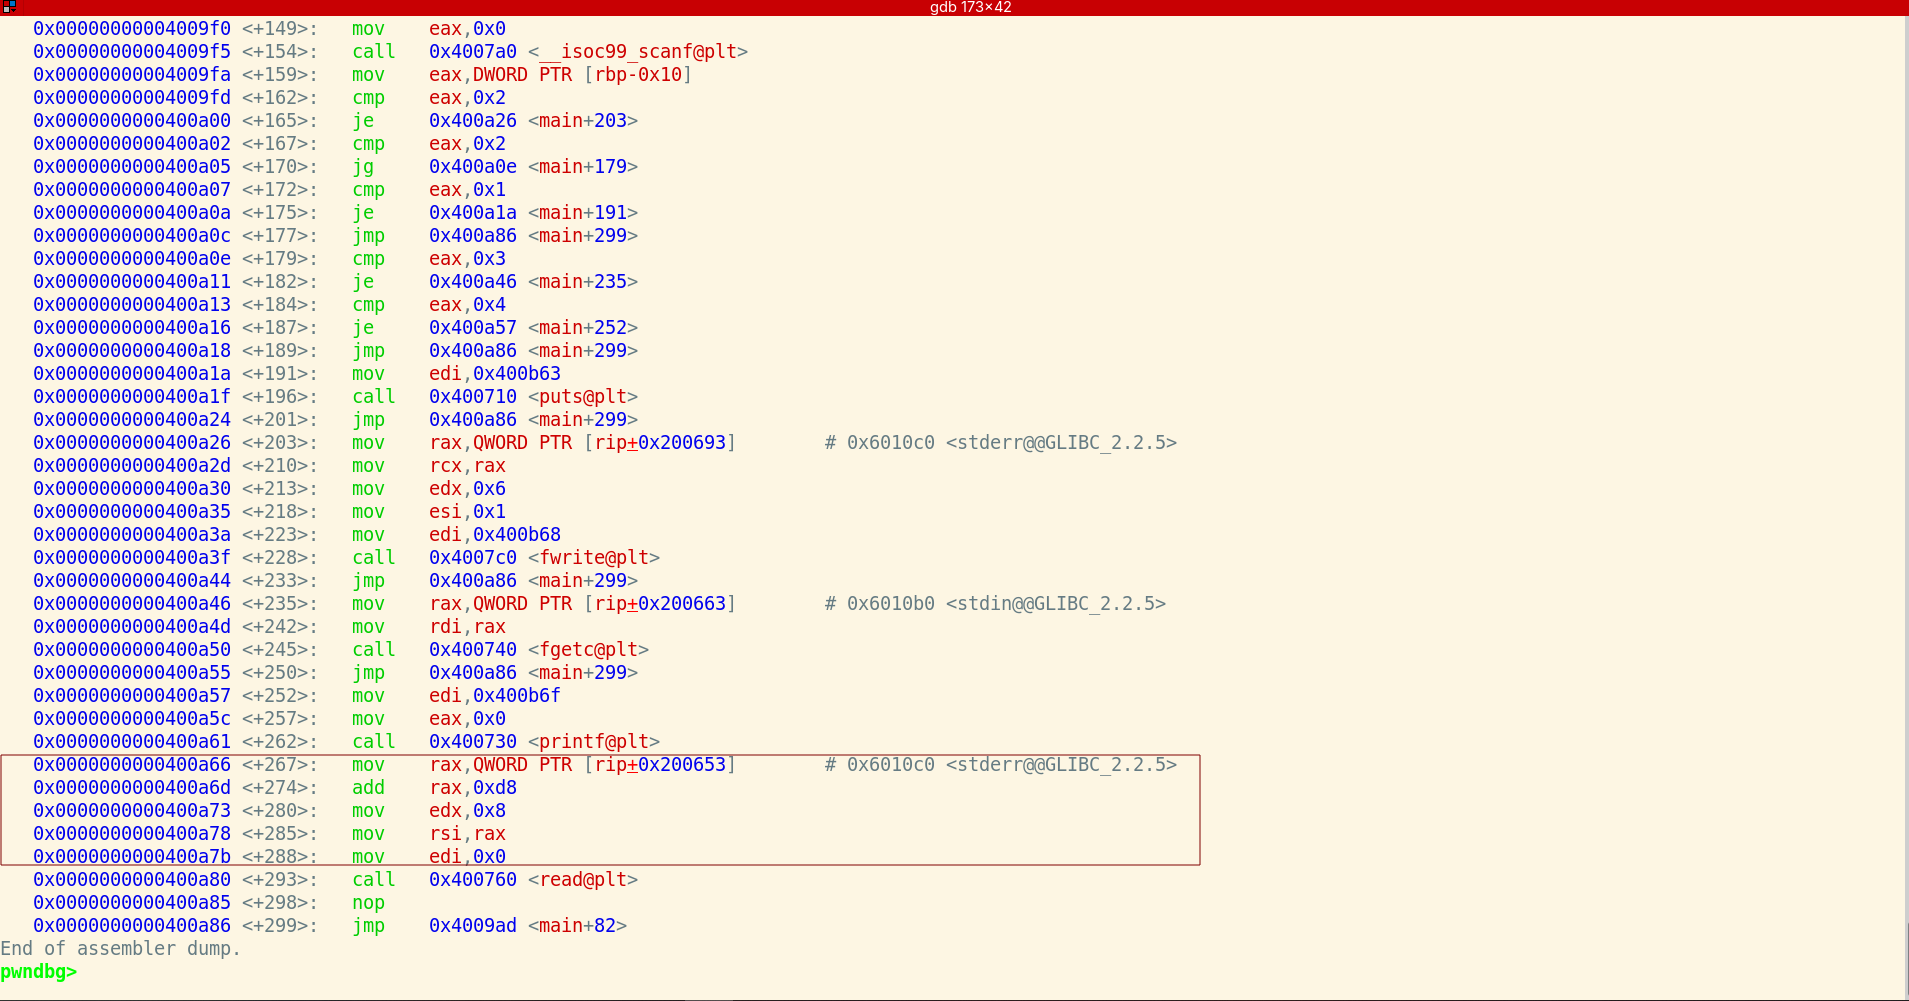 gdb 173×42
0x00000000004009f0 <+149>: mov eax,0x0
0x00000000004009f5 <+154>: call 0x4007a0 <__isoc99_scanf@plt>
0x00000000004009fa <+159>: mov eax,DWORD PTR [rbp-0x10]
0x00000000004009fd <+162>: cmp eax,0x2
0x0000000000400a00 <+165>: je 0x400a26 <main+203>
0x0000000000400a02 <+167>: cmp eax,0x2
0x0000000000400a05 <+170>: jg 0x400a0e <main+179>
0x0000000000400a07 <+172>: cmp eax,0x1
0x0000000000400a0a <+175>: je 0x400a1a <main+191>
0x0000000000400a0c <+177>: jmp 0x400a86 <main+299>
0x0000000000400a0e <+179>: cmp eax,0x3
0x0000000000400a11 <+182>: je 0x400a46 <main+235>
0x0000000000400a13 <+184>: cmp eax,0x4
0x0000000000400a16 <+187>: je 0x400a57 <main+252>
0x0000000000400a18 <+189>: jmp 0x400a86 <main+299>
0x0000000000400a1a <+191>: mov edi,0x400b63
0x0000000000400a1f <+196>: call 0x400710 <puts@plt>
0x0000000000400a24 <+201>: jmp 0x400a86 <main+299>
0x0000000000400a26 <+203>: mov rax,QWORD PTR [rip+0x200693] # 0x6010c0 <stderr@@GLIBC_2.2.5>
0x0000000000400a2d <+210>: mov rcx,rax
0x0000000000400a30 <+213>: mov edx,0x6
0x0000000000400a35 <+218>: mov esi,0x1
0x0000000000400a3a <+223>: mov edi,0x400b68
0x0000000000400a3f <+228>: call 0x4007c0 <fwrite@plt>
0x0000000000400a44 <+233>: jmp 0x400a86 <main+299>
0x0000000000400a46 <+235>: mov rax,QWORD PTR [rip+0x200663] # 0x6010b0 <stdin@@GLIBC_2.2.5>
0x0000000000400a4d <+242>: mov rdi,rax
0x0000000000400a50 <+245>: call 0x400740 <fgetc@plt>
0x0000000000400a55 <+250>: jmp 0x400a86 <main+299>
0x0000000000400a57 <+252>: mov edi,0x400b6f
0x0000000000400a5c <+257>: mov eax,0x0
0x0000000000400a61 <+262>: call 0x400730 <printf@plt>
0x0000000000400a66 <+267>: mov rax,QWORD PTR [rip+0x200653] # 0x6010c0 <stderr@@GLIBC_2.2.5>
0x0000000000400a6d <+274>: add rax,0xd8
0x0000000000400a73 <+280>: mov edx,0x8
0x0000000000400a78 <+285>: mov rsi,rax
0x0000000000400a7b <+288>: mov edi,0x0
0x0000000000400a80 <+293>: call 0x400760 <read@plt>
0x0000000000400a85 <+298>: nop
0x0000000000400a86 <+299>: jmp 0x4009ad <main+82>
End of assembler dump.
pwndbg>